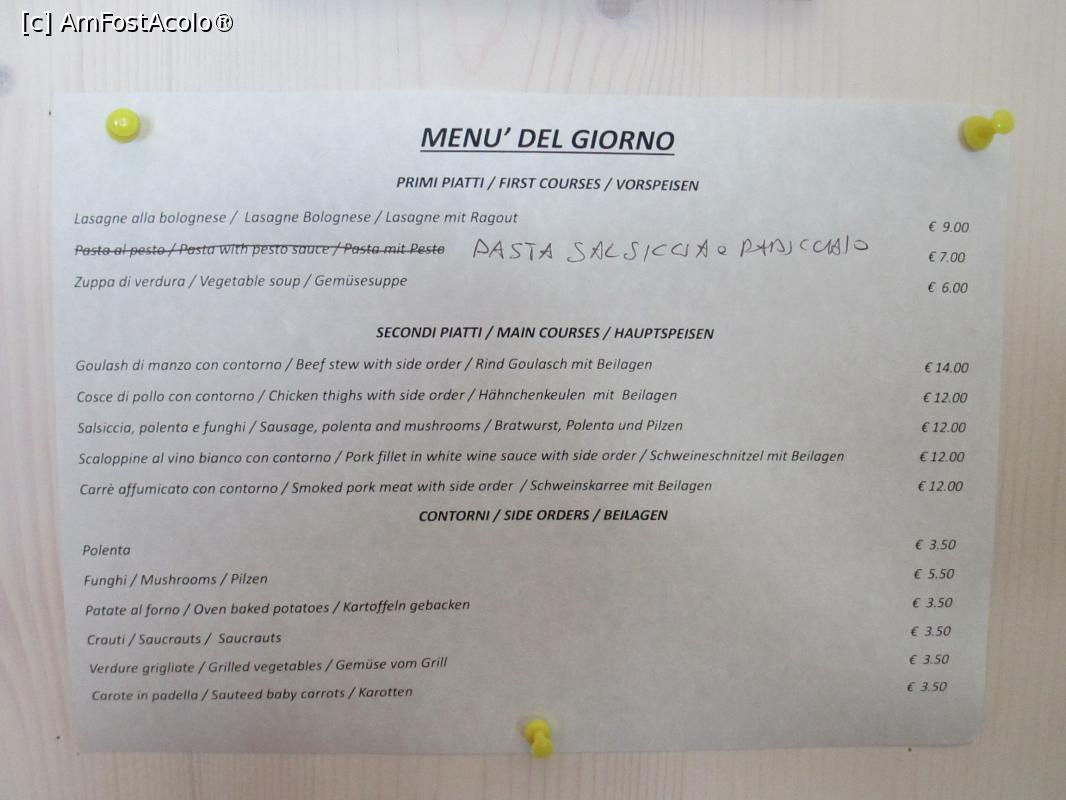 [c] AmFostAcolo®
MENU’ DEL GIORNO
PRIMI PIATTI / FIRST COURSES / VORSPEISEN
Lasagne alla bolognese / Lasagne Bolognese / Lasagne mit Ragout € 9.00
Pasta al pesto / Pasta with pesto sauce / Pasta mit Pesto PASTA SALSICCIA e RADICCHIO € 7.00
Zuppa di verdura / Vegetable soup / Gemüsesuppe € 6.00
SECONDI PIATTI / MAIN COURSES / HAUPTSPEISEN
Goulash di manzo con contorno / Beef stew with side order / Rind Goulasch mit Beilagen € 14.00
Cosce di pollo con contorno / Chicken thighs with side order / Hähnchenkeulen mit Beilagen € 12.00
Salsiccia, polenta e funghi / Sausage, polenta and mushrooms / Bratwurst, Polenta und Pilzen € 12.00
Scaloppine al vino bianco con contorno / Pork fillet in white wine sauce with side order / Schweineschnitzel mit Beilagen € 12.00
Carrè affumicato con contorno / Smoked pork meat with side order / Schweinskarree mit Beilagen € 12.00
CONTORNI / SIDE ORDERS / BEILAGEN
Polenta € 3.50
Funghi / Mushrooms / Pilzen € 5.50
Patate al forno / Oven baked potatoes / Kartoffeln gebacken € 3.50
Crauti / Saucrauts / Saucrauts € 3.50
Verdure grigliate / Grilled vegetables / Gemüse vom Grill € 3.50
Carote in padella / Sauteed baby carrots / Karotten € 3.50